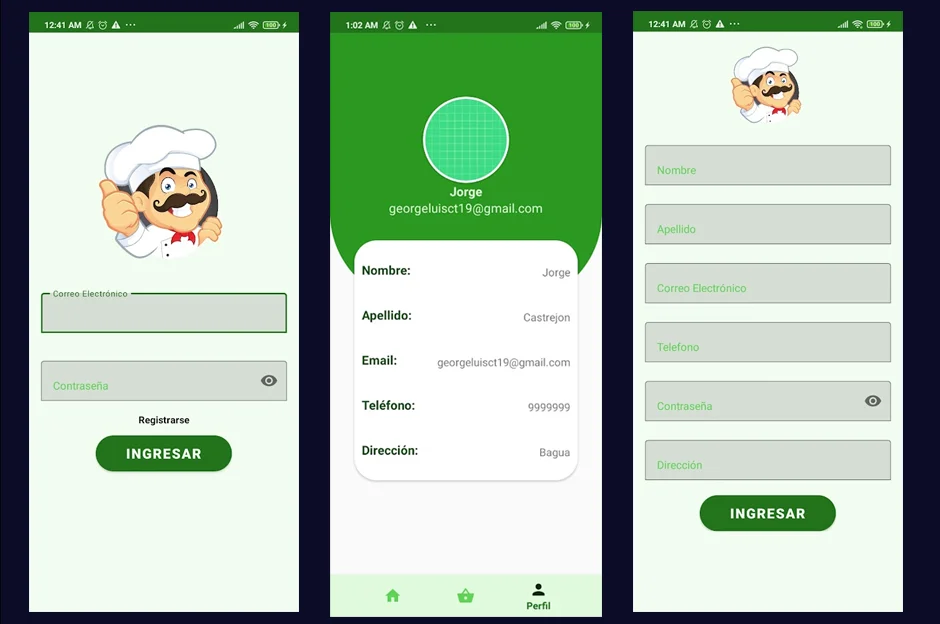 12:41 AM
100
Correo Electrónico
Contraseña
Registrarse
INGRESAR
1:02 AM
100
Jorge
georgeluisct19@gmail.com
Nombre: Jorge
Apellido: Castrejon
Email: georgeluisct19@gmail.com
Teléfono: 9999999
Dirección: Bagua
Perfil
12:41 AM
100
Nombre
Apellido
Correo Electrónico
Telefono
Contraseña
Dirección
INGRESAR